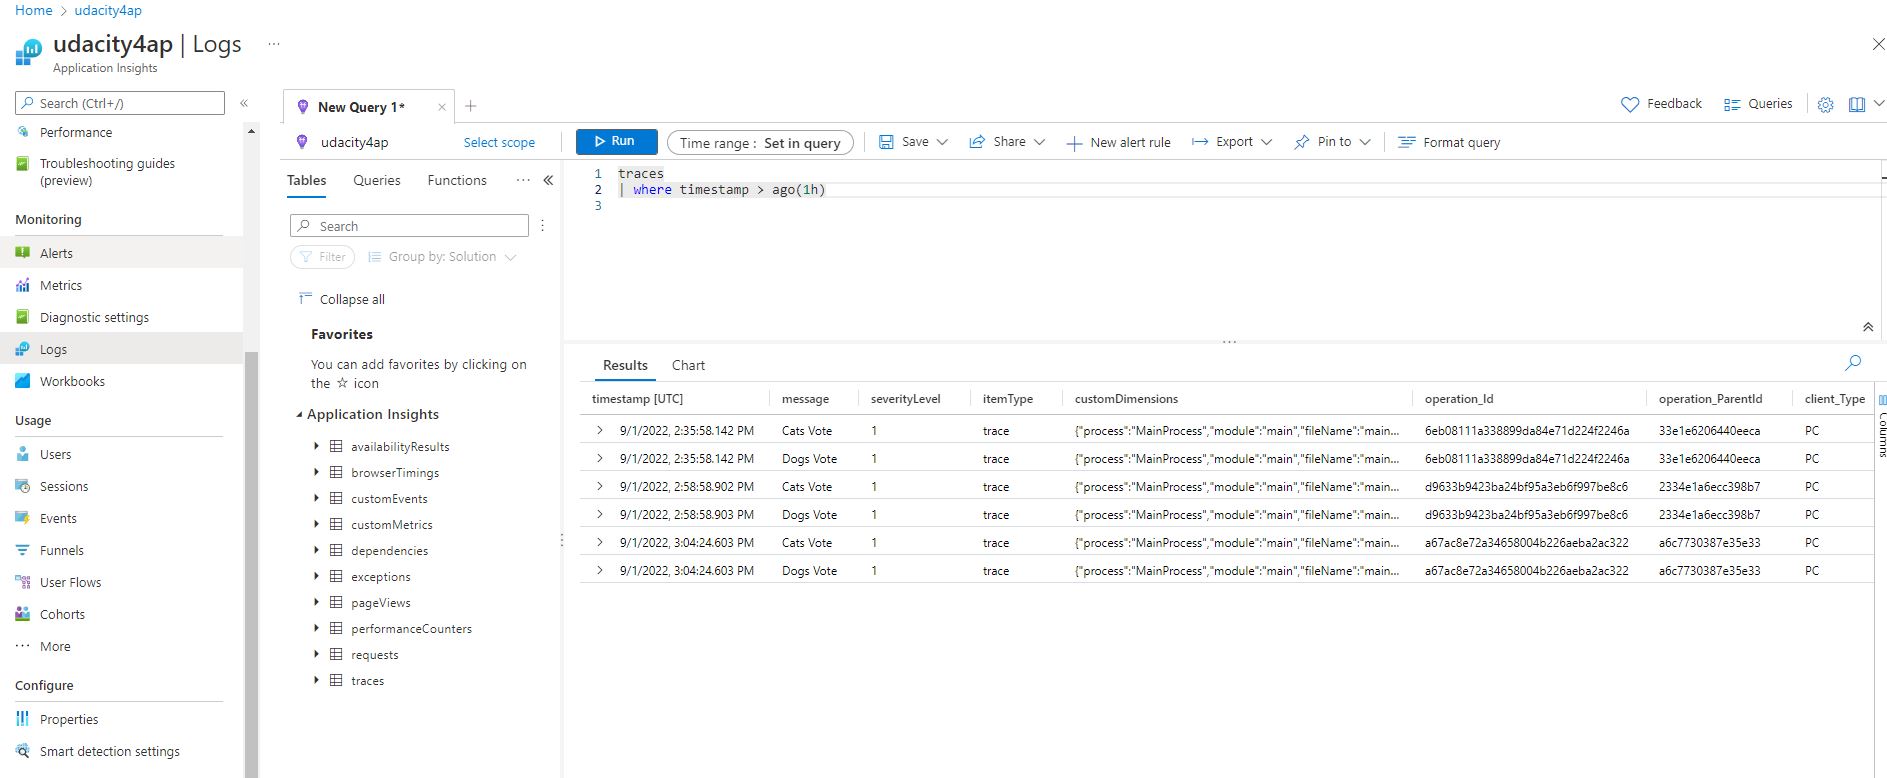 Home > udacity4ap
udacity4ap | Logs ...
Application Insights
Search (Ctrl+/) «
Performance
Troubleshooting guides
(preview)
Monitoring
Alerts
Metrics
Diagnostic settings
Logs
Workbooks
Usage
Users
Sessions
Events
Funnels
User Flows
Cohorts
... More
Configure
Properties
Smart detection settings
New Query 1* × +
Feedback Queries
udacity4ap Select scope
Run Time range : Set in query Save Share New alert rule Export Pin to Format query
Tables Queries Functions ... «
Search
Filter Group by: Solution
Collapse all
Favorites
You can add favorites by clicking on
the ☆ icon
Application Insights
availabilityResults
browserTimings
customEvents
customMetrics
dependencies
exceptions
pageViews
performanceCounters
requests
traces
1 traces
2 | where timestamp > ago(1h)
3
Results Chart
timestamp [UTC] message severityLevel itemType customDimensions operation_Id operation_ParentId client_Type
9/1/2022, 2:35:58.142 PM Cats Vote 1 trace {"process":"MainProcess","module":"main","fileName":"main... 6eb08111a338899da84e71d224f2246a 33e1e6206440eeca PC
9/1/2022, 2:35:58.142 PM Dogs Vote 1 trace {"process":"MainProcess","module":"main","fileName":"main... 6eb08111a338899da84e71d224f2246a 33e1e6206440eeca PC
9/1/2022, 2:58:58.902 PM Cats Vote 1 trace {"process":"MainProcess","module":"main","fileName":"main... d9633b9423ba24bf95a3eb6f997be8c6 2334e1a6ecc398b7 PC
9/1/2022, 2:58:58.903 PM Dogs Vote 1 trace {"process":"MainProcess","module":"main","fileName":"main... d9633b9423ba24bf95a3eb6f997be8c6 2334e1a6ecc398b7 PC
9/1/2022, 3:04:24.603 PM Cats Vote 1 trace {"process":"MainProcess","module":"main","fileName":"main... a67ac8e72a34658004b226aeba2ac322 a6c7730387e35e33 PC
9/1/2022, 3:04:24.603 PM Dogs Vote 1 trace {"process":"MainProcess","module":"main","fileName":"main... a67ac8e72a34658004b226aeba2ac322 a6c7730387e35e33 PC
Columns